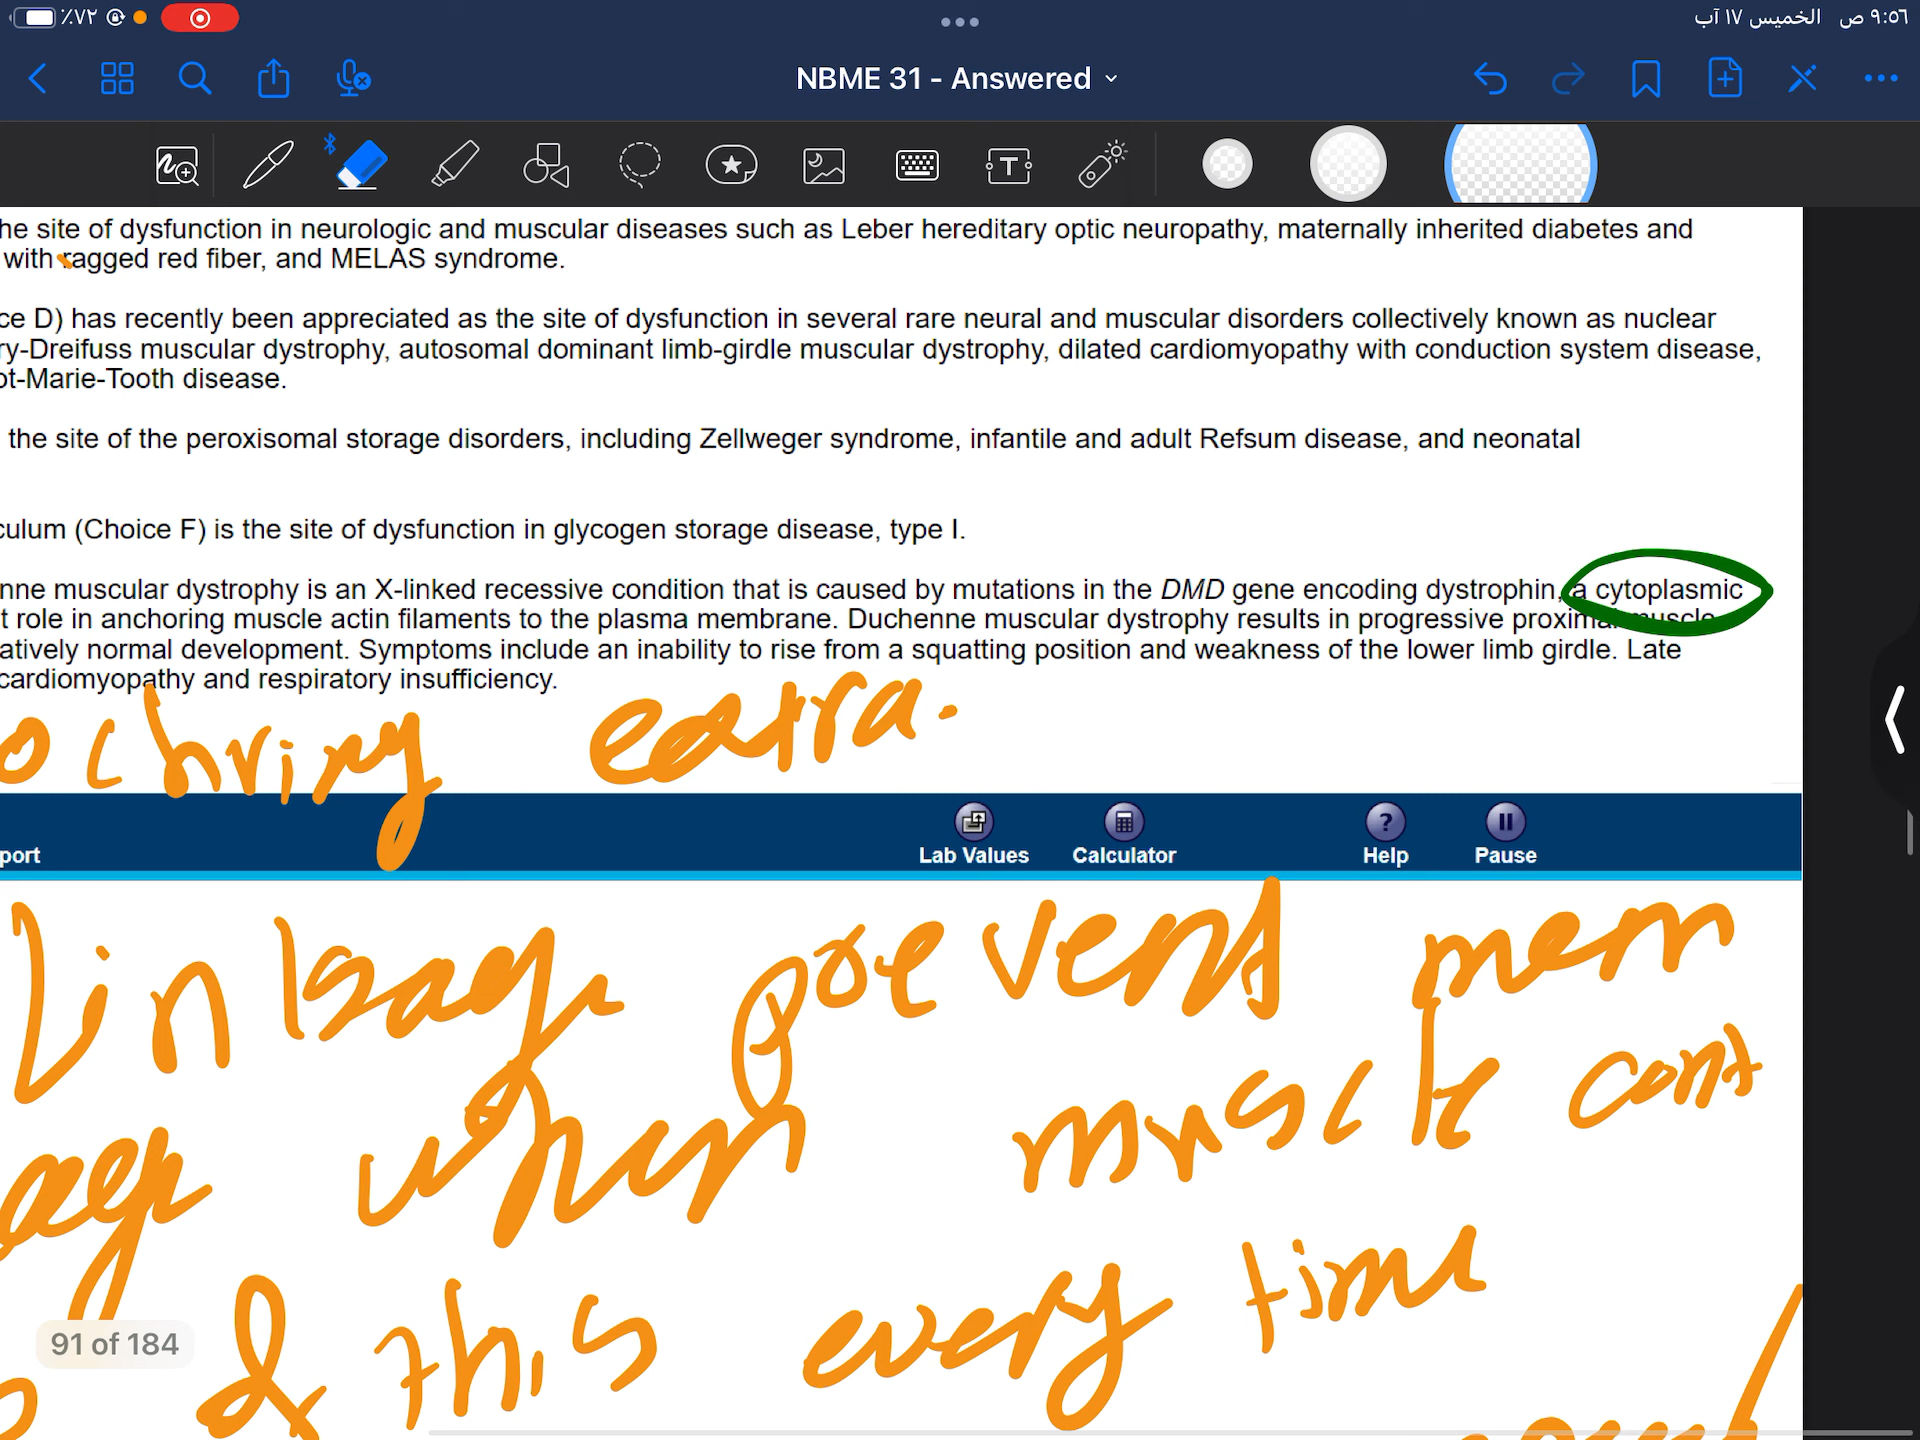 ٪٧٢
٩:٥٦ ص الخميس ١٧ آب
NBME 31 - Answered
T
he site of dysfunction in neurologic and muscular diseases such as Leber hereditary optic neuropathy, maternally inherited diabetes and
with ragged red fiber, and MELAS syndrome.
ce D) has recently been appreciated as the site of dysfunction in several rare neural and muscular disorders collectively known as nuclear
ry-Dreifuss muscular dystrophy, autosomal dominant limb-girdle muscular dystrophy, dilated cardiomyopathy with conduction system disease,
ot-Marie-Tooth disease.
the site of the peroxisomal storage disorders, including Zellweger syndrome, infantile and adult Refsum disease, and neonatal
culum (Choice F) is the site of dysfunction in glycogen storage disease, type I.
nne muscular dystrophy is an X-linked recessive condition that is caused by mutations in the DMD gene encoding dystrophin, a cytoplasmic
t role in anchoring muscle actin filaments to the plasma membrane. Duchenne muscular dystrophy results in progressive proximal muscle
atively normal development. Symptoms include an inability to rise from a squatting position and weakness of the lower limb girdle. Late
cardiomyopathy and respiratory insufficiency.
extra.
Lab Values Calculator Help Pause
port
Linkage prevents mem
when muscle cont
& this every time
91 of 184